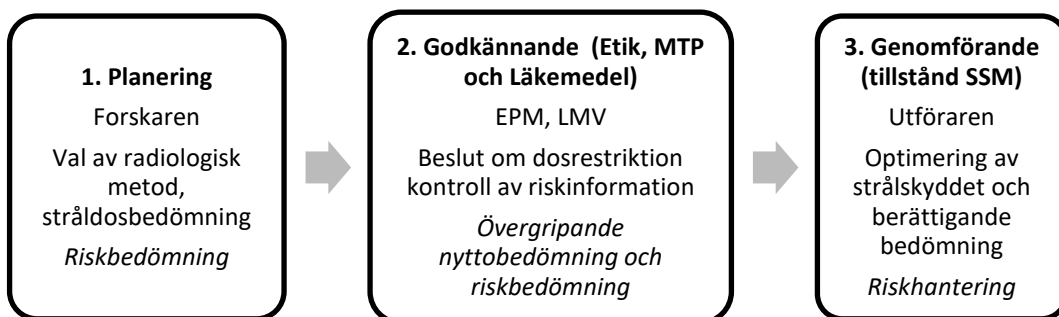 1. Planering
Forskaren
Val av radiologisk
metod,
stråldosbedömning
Riskbedömning
2. Godkännande (Etik, MTP
och Läkemedel)
EPM, LMV
Beslut om dosrestriktion
kontroll av riskinformation
Övergripande
nyttobedömning och
riskbedömning
3. Genomförande
(tillstånd SSM)
Utföraren
Optimering av
strålskyddet och
berättigande
bedömning
Riskhantering